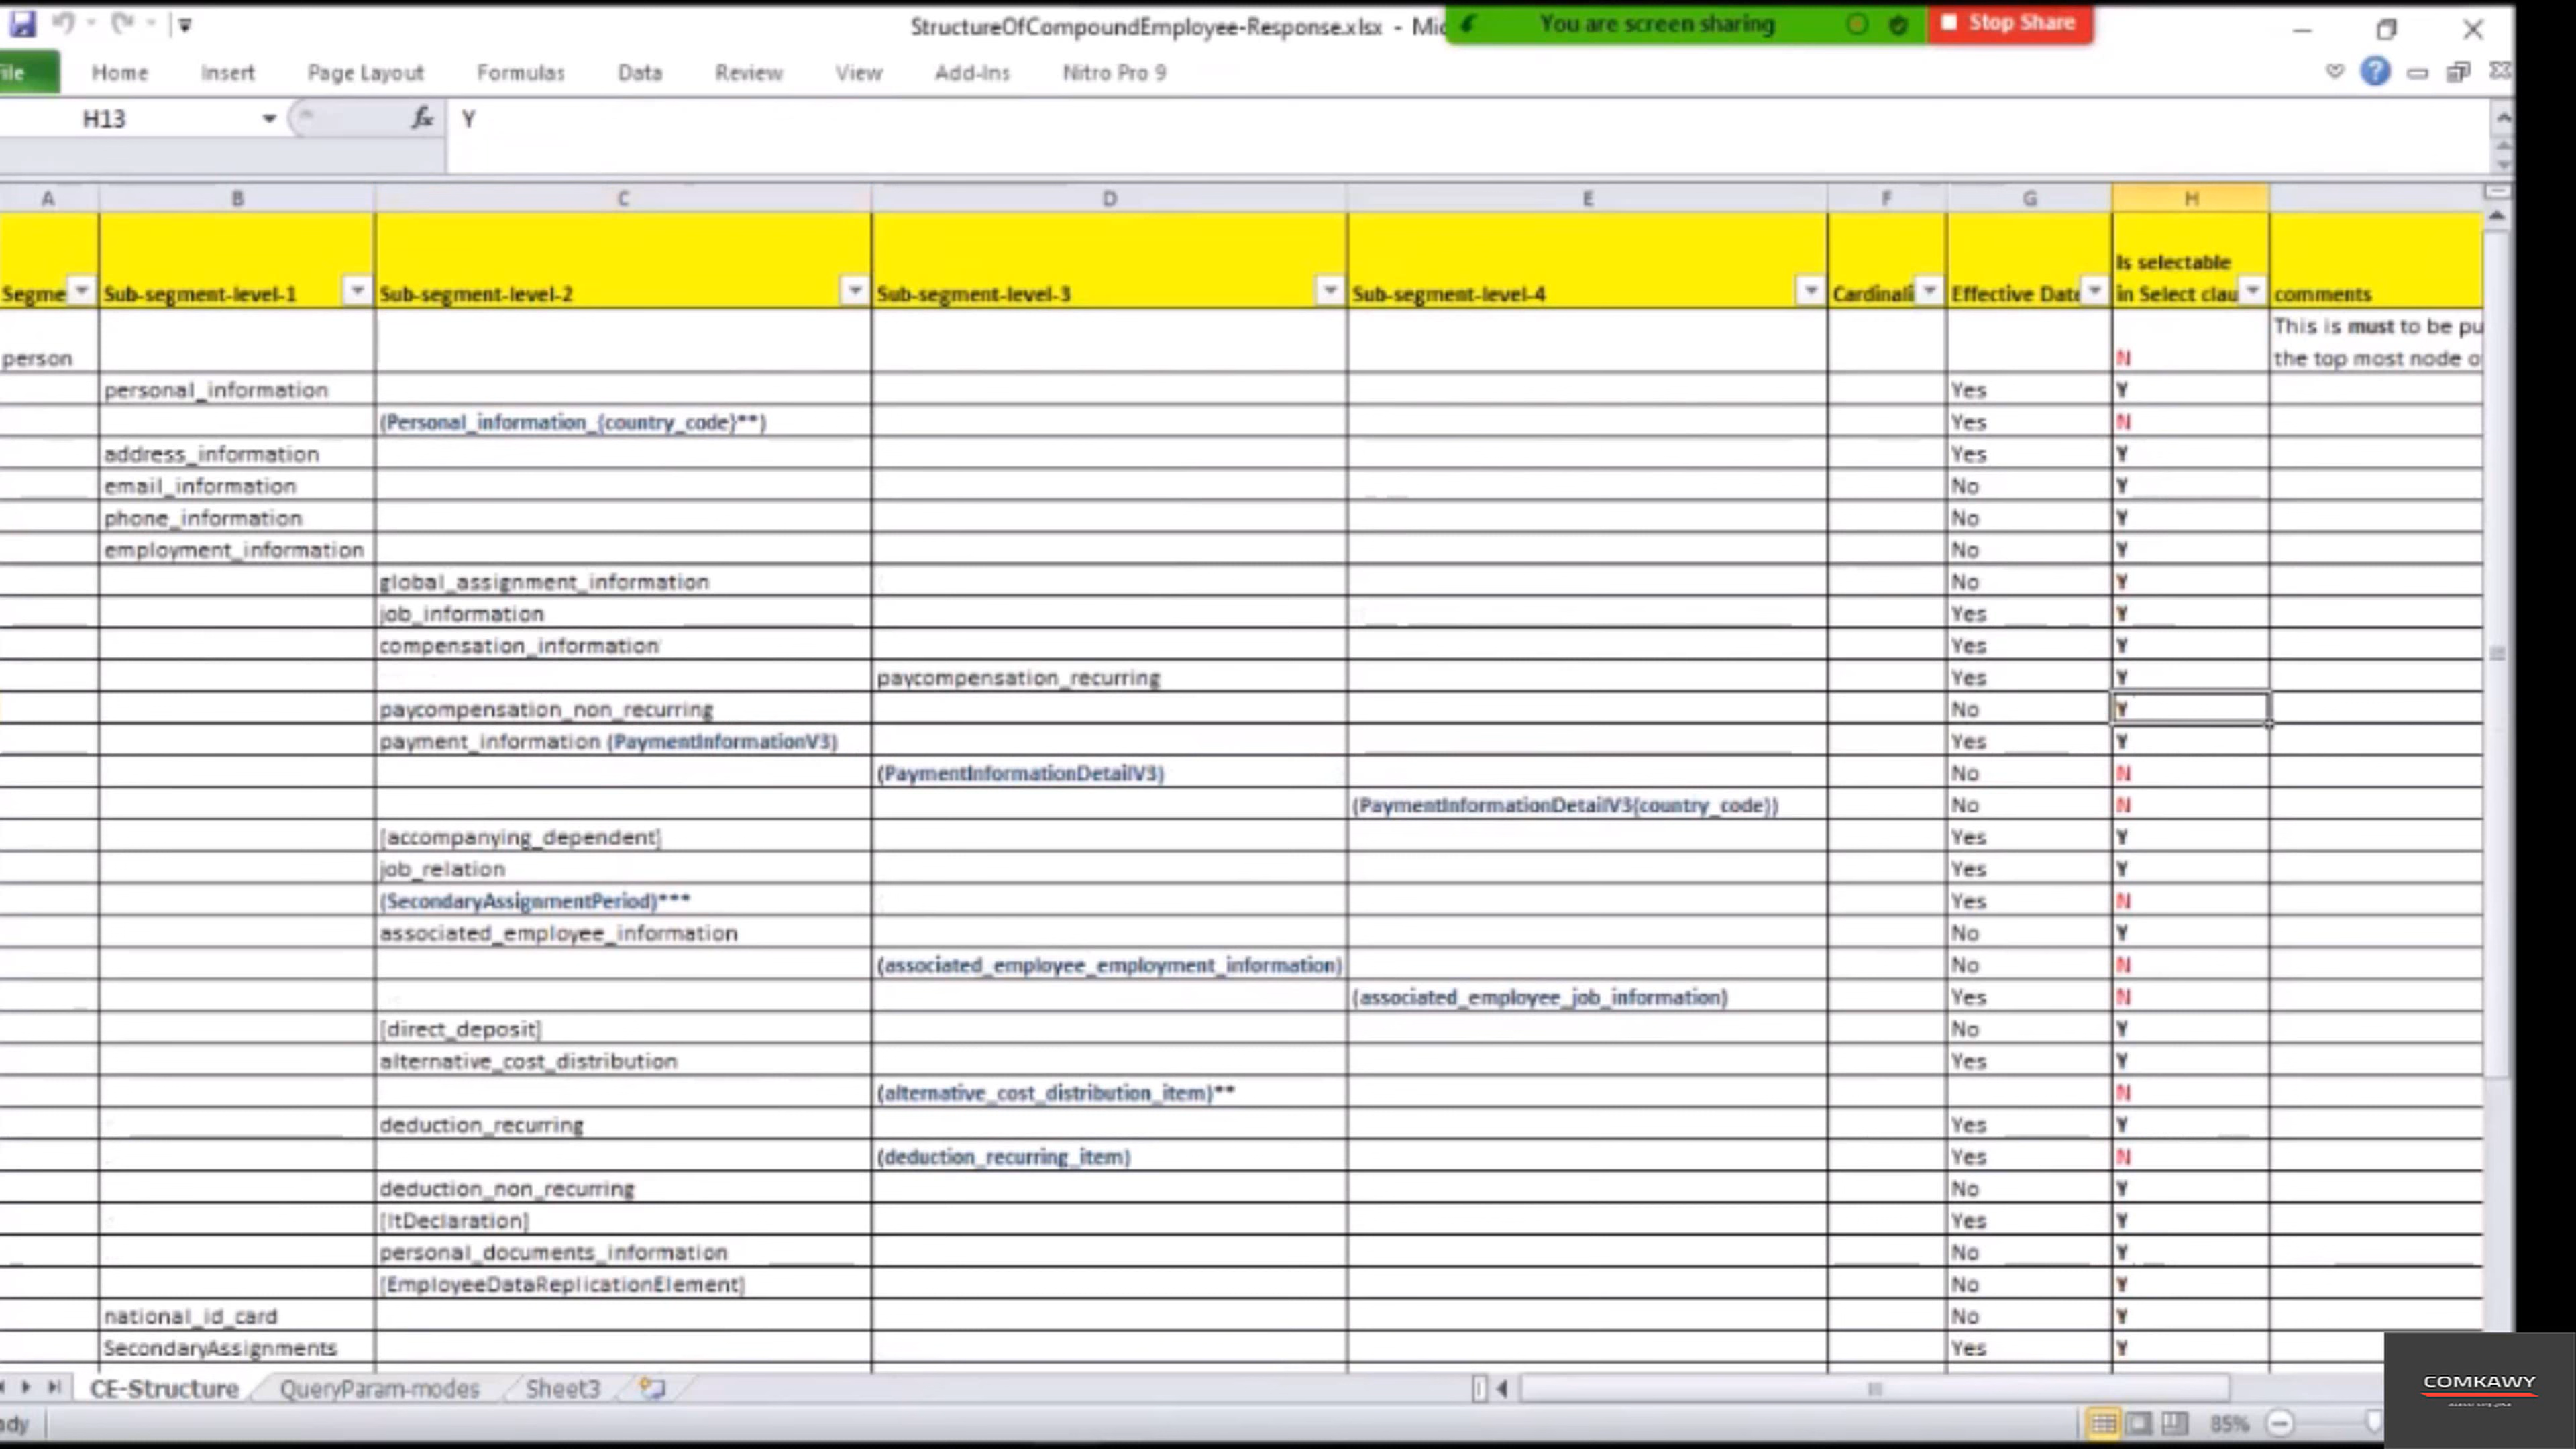 StructureOfCompoundEmployee-Response.xlsx - Mic
You are screen sharing
Stop Share
ile
Home
Insert
Page Layout
Formulas
Data
Review
View
Add-Ins
Nitro Pro 9
H13
fx
Y
A B C D E F G H
Segme Sub-segment-level-1 Sub-segment-level-2 Sub-segment-level-3 Sub-segment-level-4 Cardinali Effective Date Is selectable
in Select clau comments
person N This is must to be pu
the top most node o
personal_information Yes Y
(Personal_information_{country_code}**) Yes N
address_information Yes Y
email_information No Y
phone_information No Y
employment_information No Y
global_assignment_information No Y
job_information Yes Y
compensation_information Yes Y
paycompensation_recurring Yes Y
paycompensation_non_recurring No Y
payment_information (PaymentInformationV3) Yes Y
(PaymentInformationDetailV3) No N
(PaymentInformationDetailV3{country_code}) No N
[accompanying_dependent] Yes Y
job_relation Yes Y
(SecondaryAssignmentPeriod)*** Yes N
associated_employee_information No Y
(associated_employee_employment_information) No N
(associated_employee_job_information) Yes N
[direct_deposit] No Y
alternative_cost_distribution Yes Y
(alternative_cost_distribution_item)** N
deduction_recurring Yes Y
(deduction_recurring_item) Yes N
deduction_non_recurring No Y
[ItDeclaration] Yes Y
personal_documents_information No Y
[EmployeeDataReplicationElement] No Y
national_id_card No Y
SecondaryAssignments Yes Y
CE-Structure
QueryParam-modes
Sheet3
ady
85%
COMKAWY